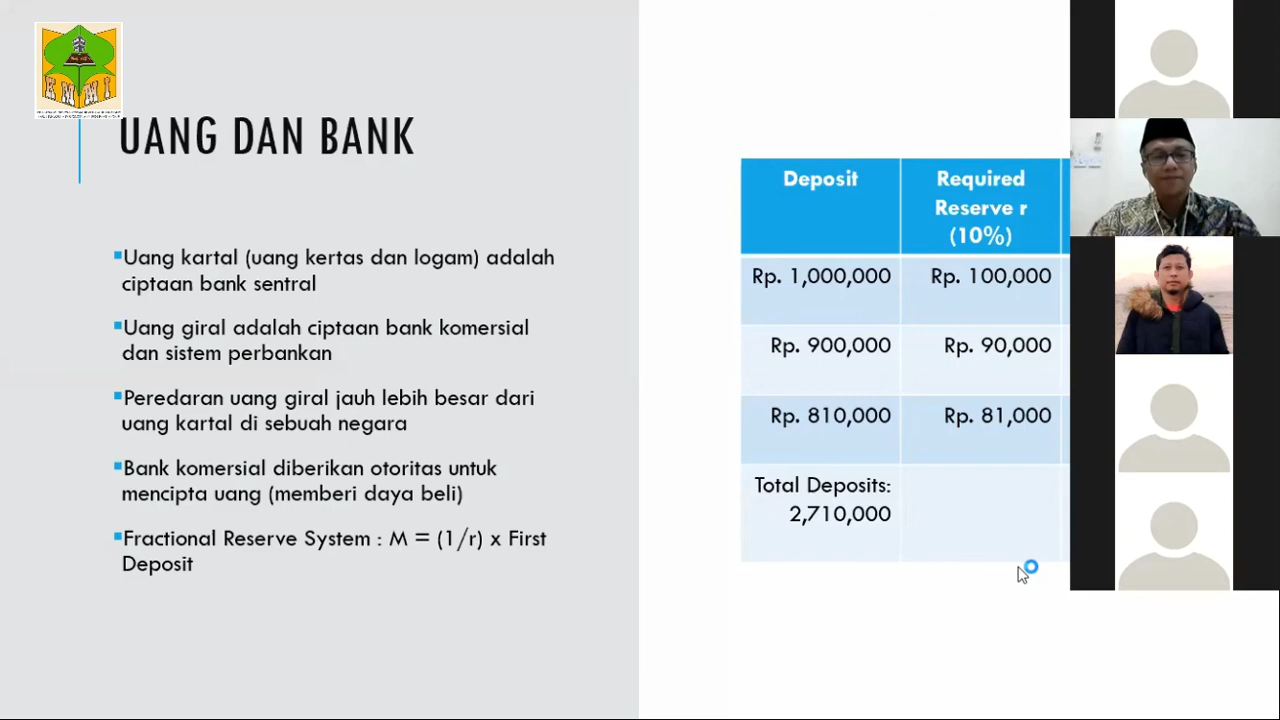 KMMI
UANG DAN BANK
Uang kartal (uang kertas dan logam) adalah
ciptaan bank sentral
Uang giral adalah ciptaan bank komersial
dan sistem perbankan
Peredaran uang giral jauh lebih besar dari
uang kartal di sebuah negara
Bank komersial diberikan otoritas untuk
mencipta uang (memberi daya beli)
Fractional Reserve System : M = (1/r) x First
Deposit
Deposit
Required
Reserve r
(10%)
Rp. 1,000,000
Rp. 100,000
Rp. 900,000
Rp. 90,000
Rp. 810,000
Rp. 81,000
Total Deposits:
2,710,000